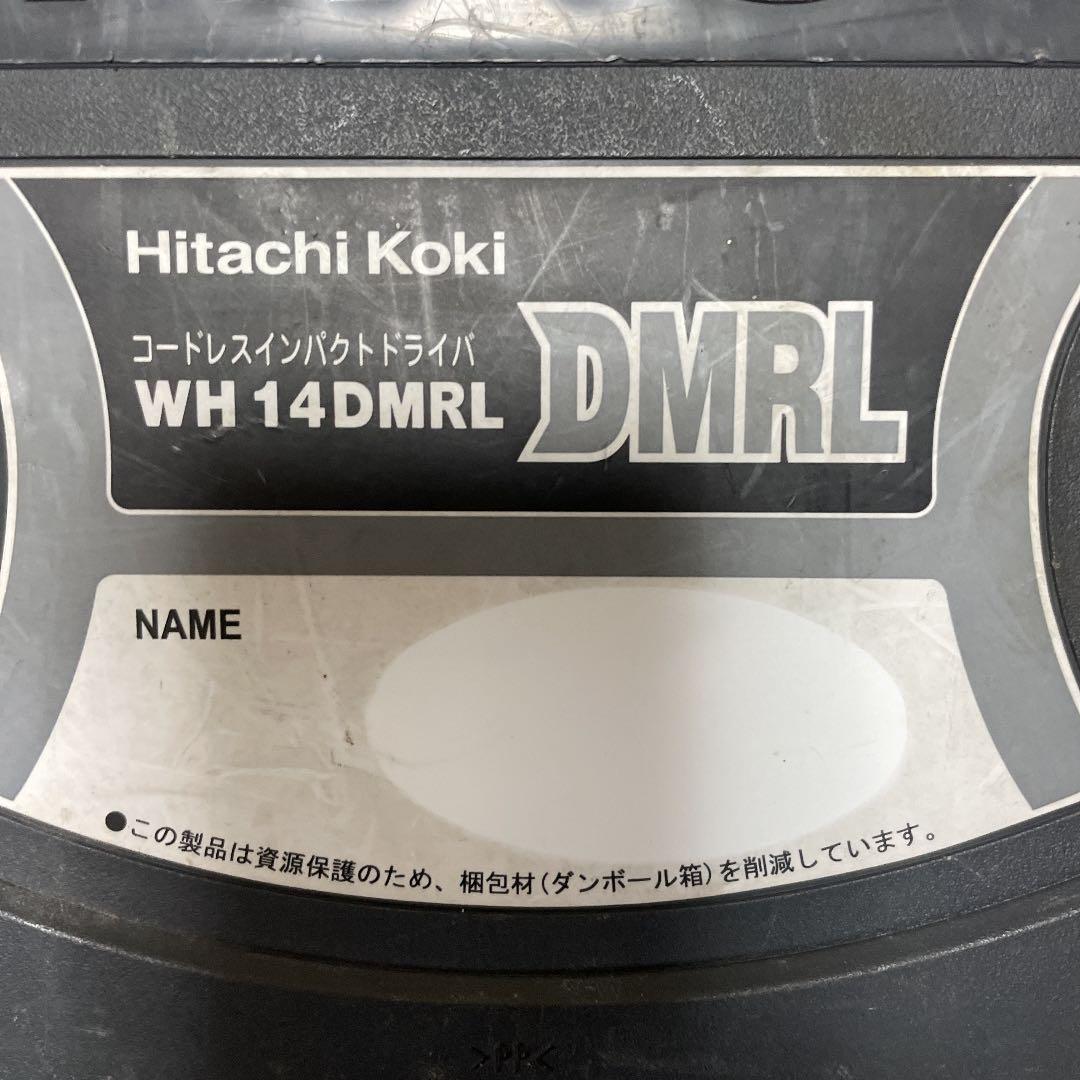 Hitachi Koki
コードレスインパクトドライバ
WH 14DMRL
DMRL
NAME
●この製品は資源保護のため、梱包材(ダンボール箱)を削減しています。
>PP<